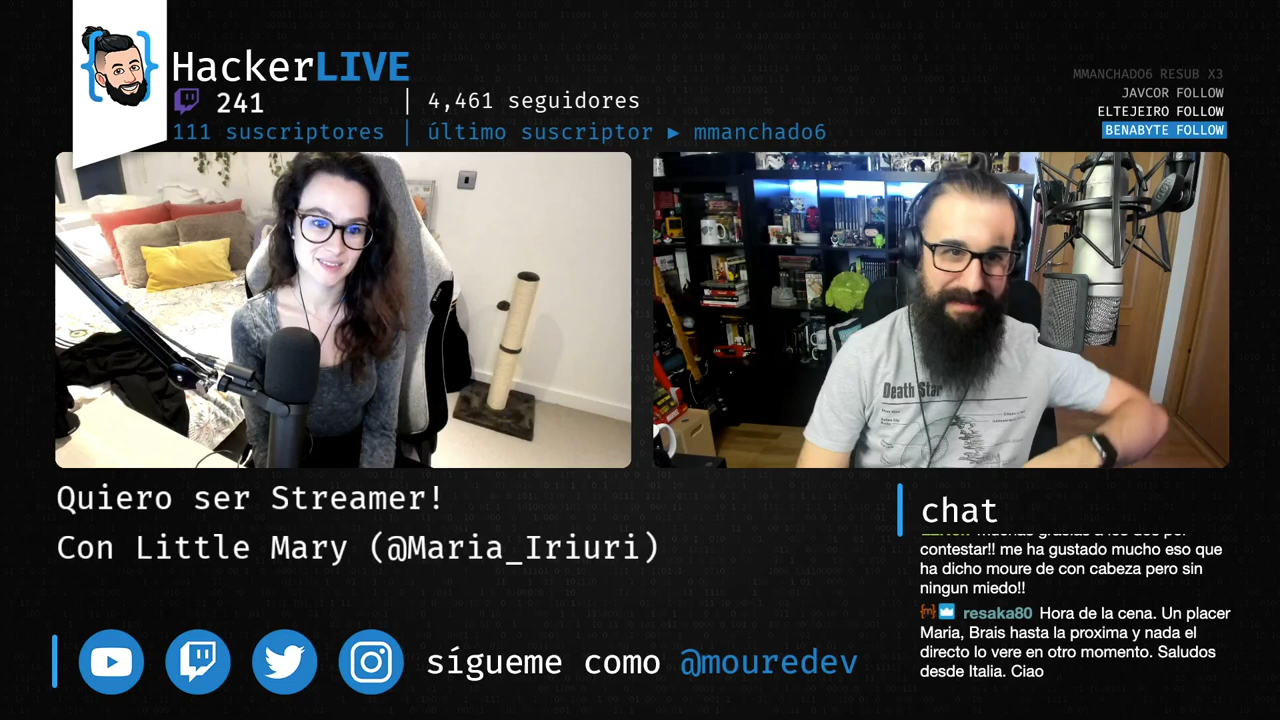 HackerLIVE
241 | 4,461 seguidores
111 suscriptores | último suscriptor ► mmanchado6
MMANCHADO6 RESUB X3
JAVCOR FOLLOW
ELTEJEIRO FOLLOW
BENABYTE FOLLOW
Death Star
Quiero ser Streamer!
Con Little Mary (@Maria_Iriuri)
chat
contestar!! me ha gustado mucho eso que
ha dicho moure de con cabeza pero sin
ningun miedo!!
{m} resaka80 Hora de la cena. Un placer
Maria, Brais hasta la proxima y nada el
directo lo vere en otro momento. Saludos
desde Italia. Ciao
sígueme como @mouredev